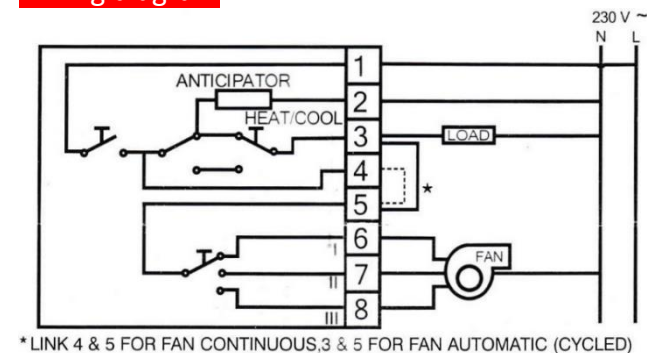 230 V ~
N L
1
ANTICIPATOR
2
HEAT/COOL
3
LOAD
4
*
5
6
I
FAN
7
II
8
III
* LINK 4 & 5 FOR FAN CONTINUOUS,3 & 5 FOR FAN AUTOMATIC (CYCLED)